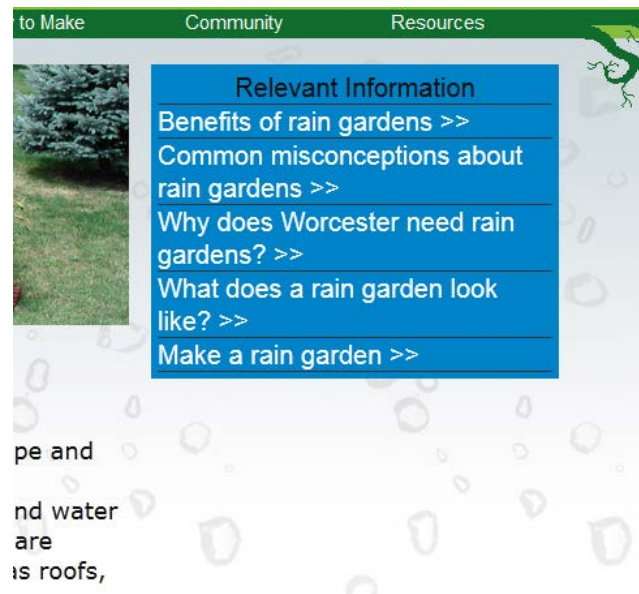 to Make Community Resources
Relevant Information
Benefits of rain gardens >>
Common misconceptions about
rain gardens >>
Why does Worcester need rain
gardens? >>
What does a rain garden look
like? >>
Make a rain garden >>
pe and
nd water
are
as roofs,